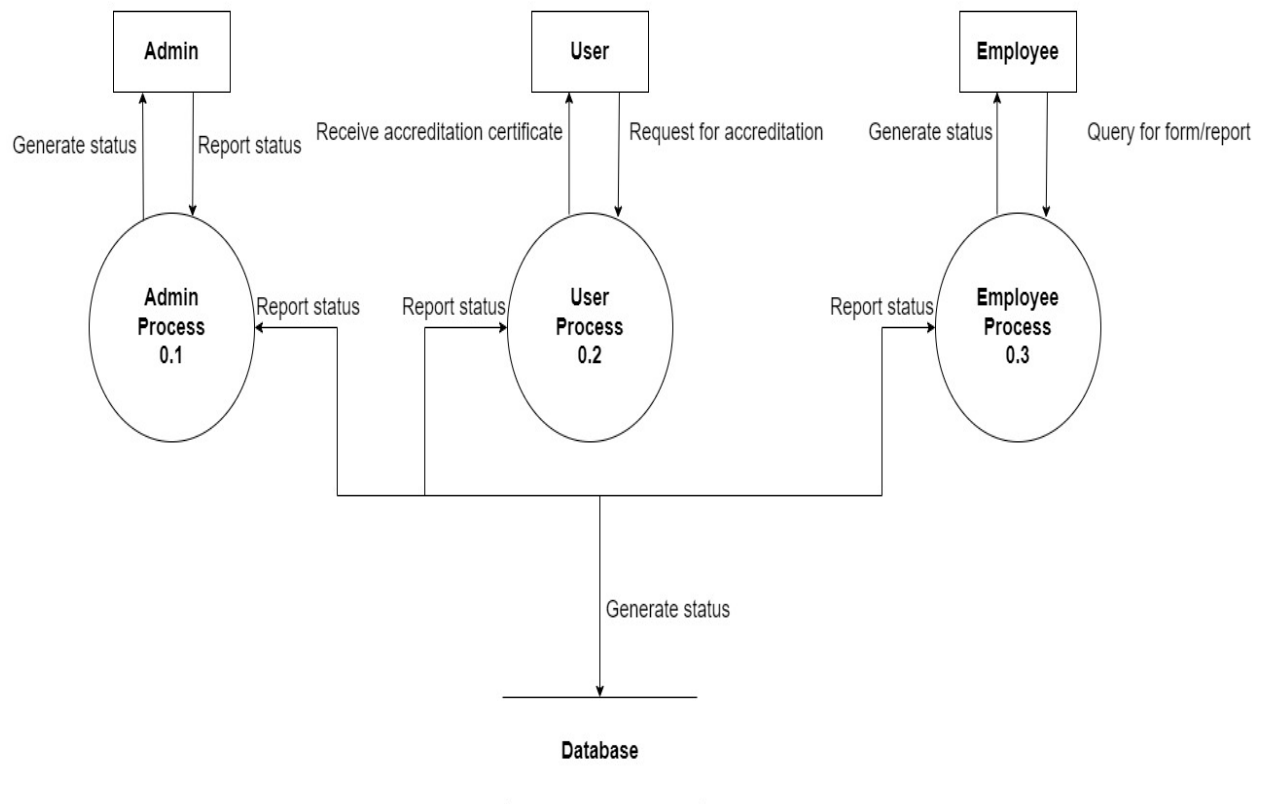 Admin
User
Employee
Generate status
Report status
Receive accreditation certificate
Request for accreditation
Generate status
Query for form/report
Admin
Process
0.1
Report status
Report status
User
Process
0.2
Report status
Employee
Process
0.3
Generate status
Database